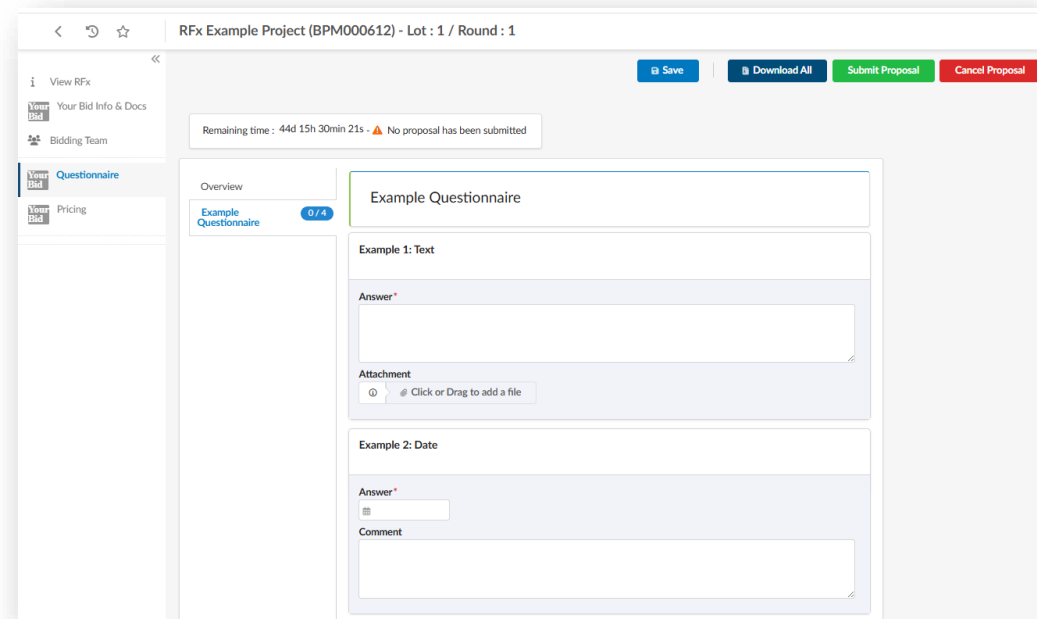 RFx Example Project (BPM000612) - Lot : 1 / Round : 1
Save
Download All
Submit Proposal
Cancel Proposal
i View RFx
Your Bid
Your Bid Info & Docs
Bidding Team
Your Bid
Questionnaire
Your Bid
Pricing
Remaining time : 44d 15h 30min 21s - No proposal has been submitted
Overview
Example
Questionnaire
0 / 4
Example Questionnaire
Example 1: Text
Answer*
Attachment
Click or Drag to add a file
Example 2: Date
Answer*
Comment